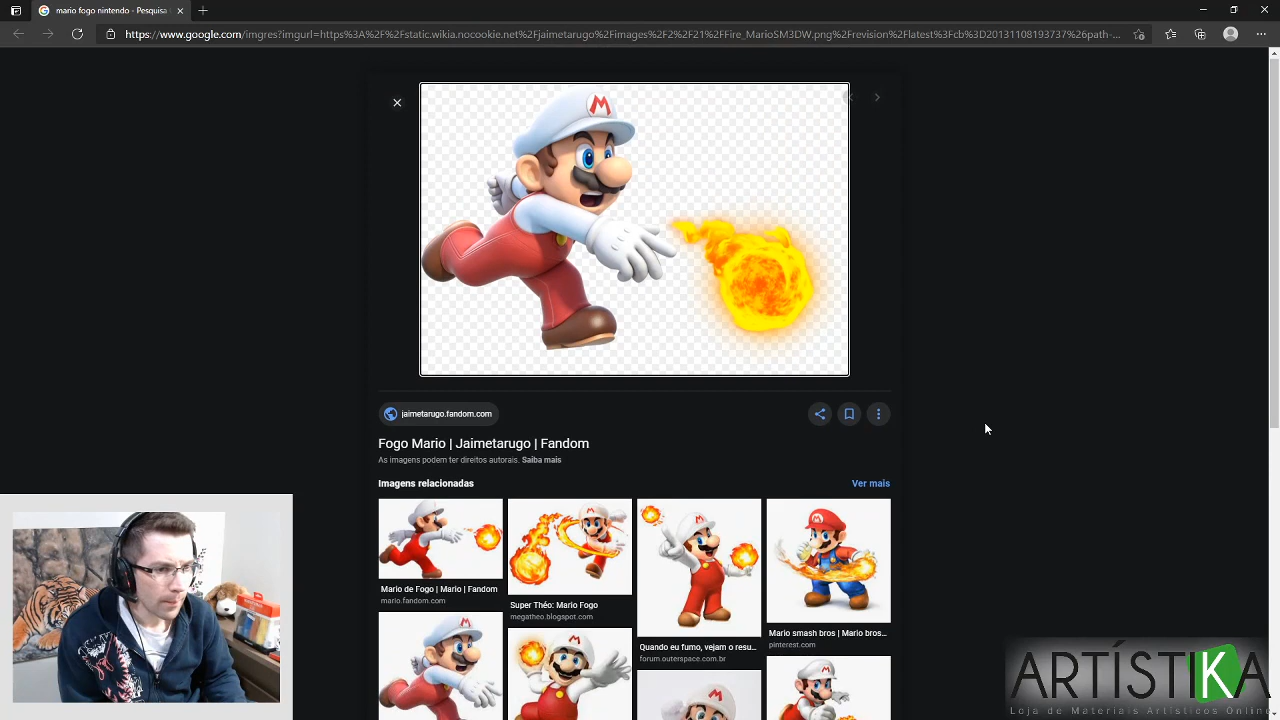 mario fogo nintendo - Pesquisa
https://www.google.com/imgres?imgurl=https%3A%2F%2Fstatic.wikia.nocookie.net%2Fjaimetarugo%2Fimages%2F2%2F21%2FFire_MarioSM3DW.png%2Frevision%2Flatest%3Fcb%3D20131108193737%26path-...
M
jaimetarugo.fandom.com
Fogo Mario | Jaimetarugo | Fandom
As imagens podem ter direitos autorais. Saiba mais
Imagens relacionadas
Ver mais
Mario de Fogo | Mario | Fandom
mario.fandom.com
Super Théo: Mario Fogo
megatheo.blogspot.com
Quando eu fumo, vejam o resu...
forum.outerspace.com.br
Mario smash bros | Mario bros...
pinterest.com
ARTÍSTIKA
Loja de Materiais Artísticos Online